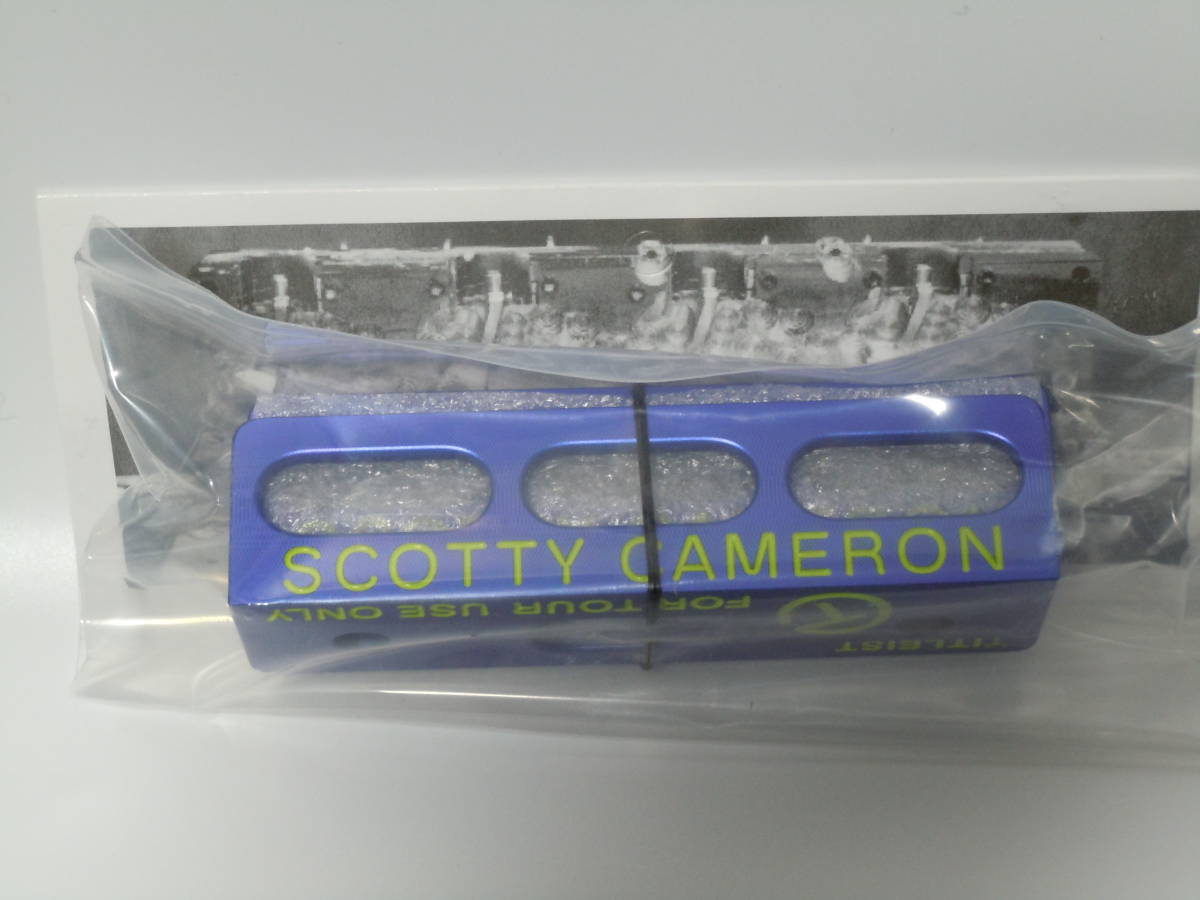 SCOTTY CAMERON
FOR TOUR USE ONLY
T
TITLEIST